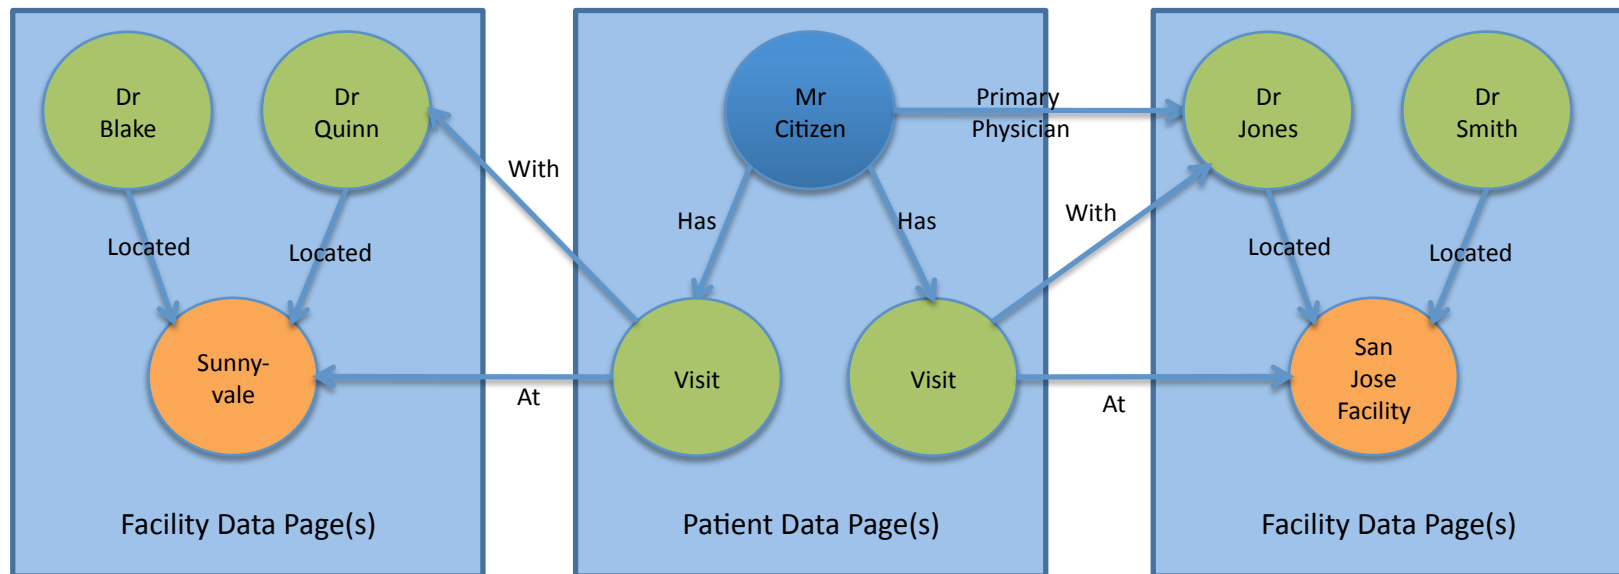 Dr
Blake
Dr
Quinn
Mr
Citizen
Primary
Physician
Dr
Jones
Dr
Smith
With
With
Has
Has
Located
Located
Located
Located
Sunny-
vale
At
Visit
Visit
At
San
Jose
Facility
Facility Data Page(s)
Patient Data Page(s)
Facility Data Page(s)